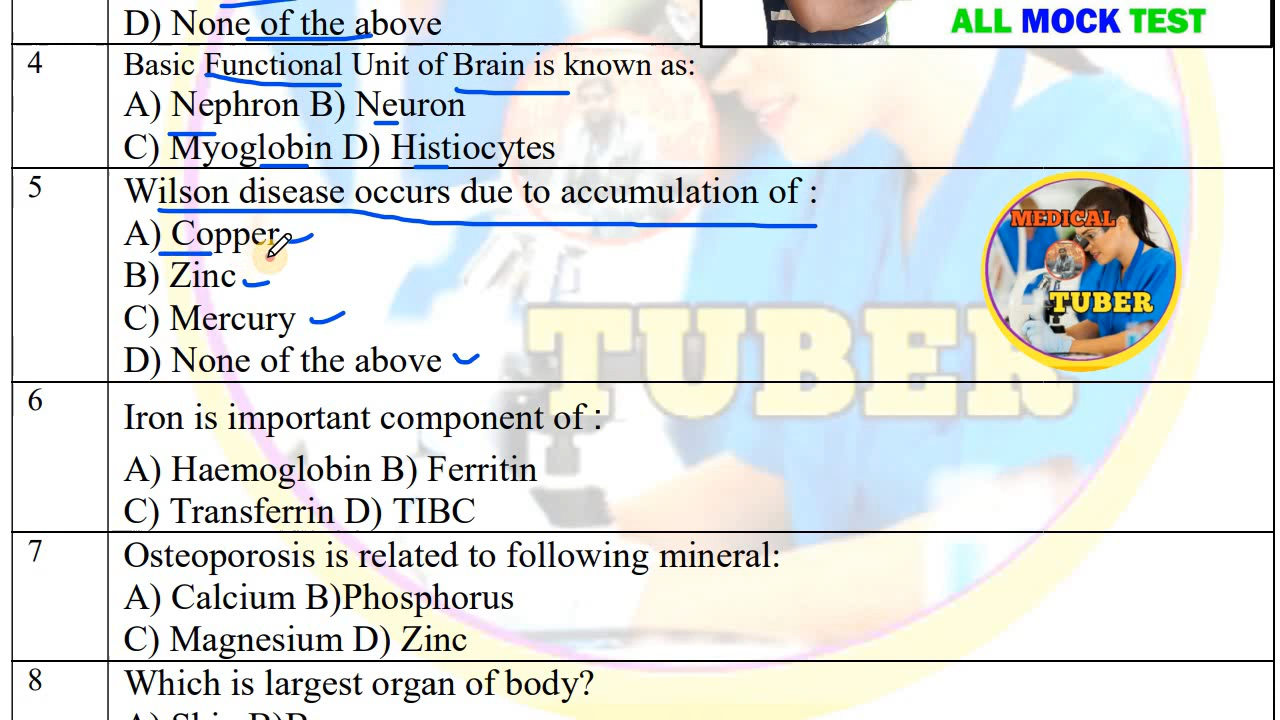 D) None of the above
ALL MOCK TEST
4
Basic Functional Unit of Brain is known as:
A) Nephron B) Neuron
C) Myoglobin D) Histiocytes
5
Wilson disease occurs due to accumulation of :
A) Copper
B) Zinc
C) Mercury
D) None of the above
MEDICAL
TUBER
TUBER
6
Iron is important component of :
A) Haemoglobin B) Ferritin
C) Transferrin D) TIBC
7
Osteoporosis is related to following mineral:
A) Calcium B)Phosphorus
C) Magnesium D) Zinc
8
Which is largest organ of body?
A) Skin